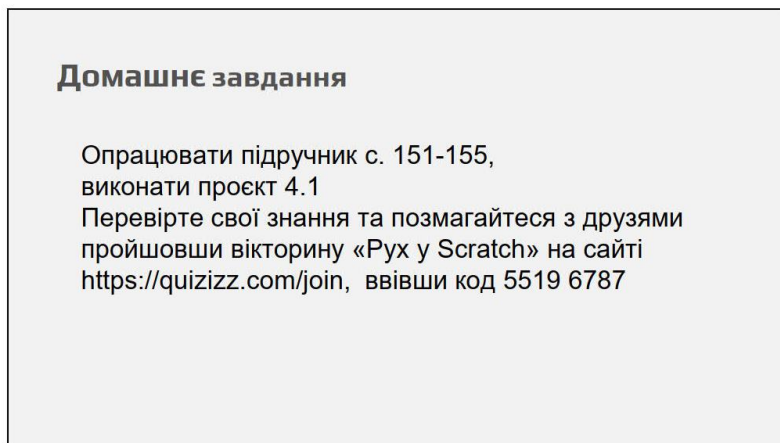 Домашнє завдання
Опрацювати підручник с. 151-155,
виконати проєкт 4.1
Перевірте свої знання та позмагайтеся з друзями
пройшовши вікторину «Рух у Scratch» на сайті
https://quizizz.com/join,  ввівши код 5519 6787